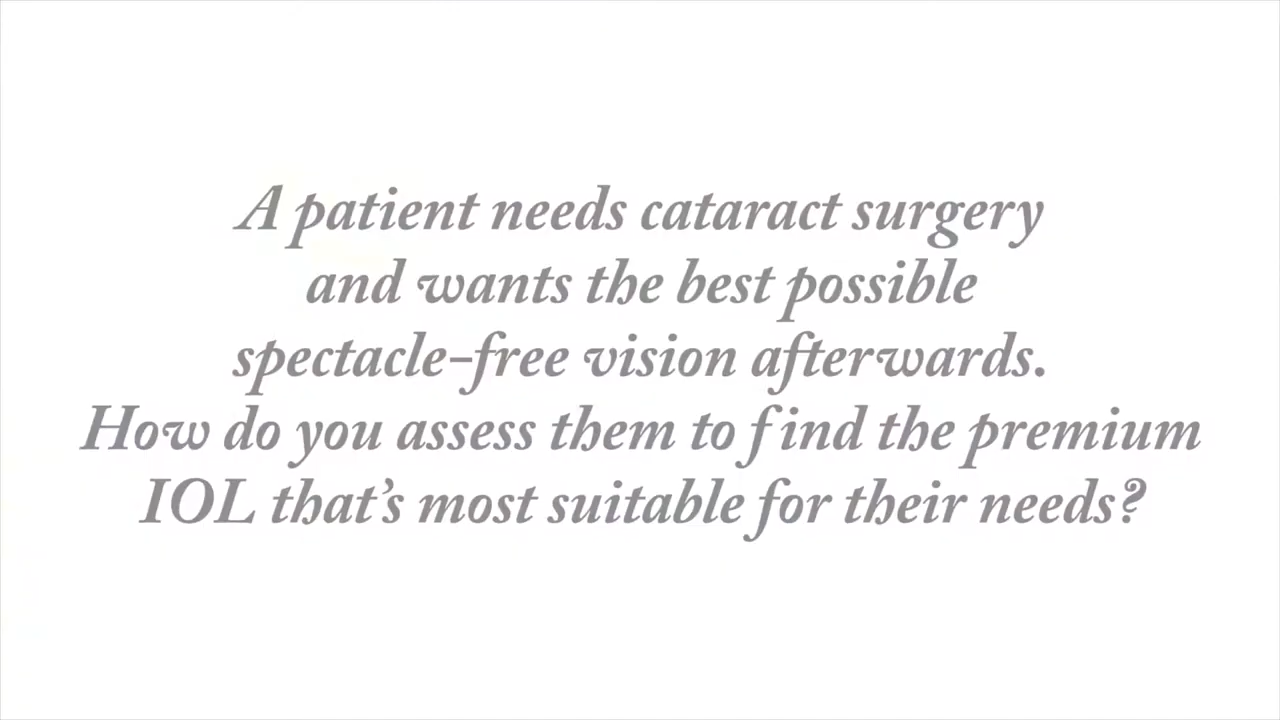 A patient needs cataract surgery
and wants the best possible
spectacle-free vision afterwards.
How do you assess them to find the premium
IOL that’s most suitable for their needs?